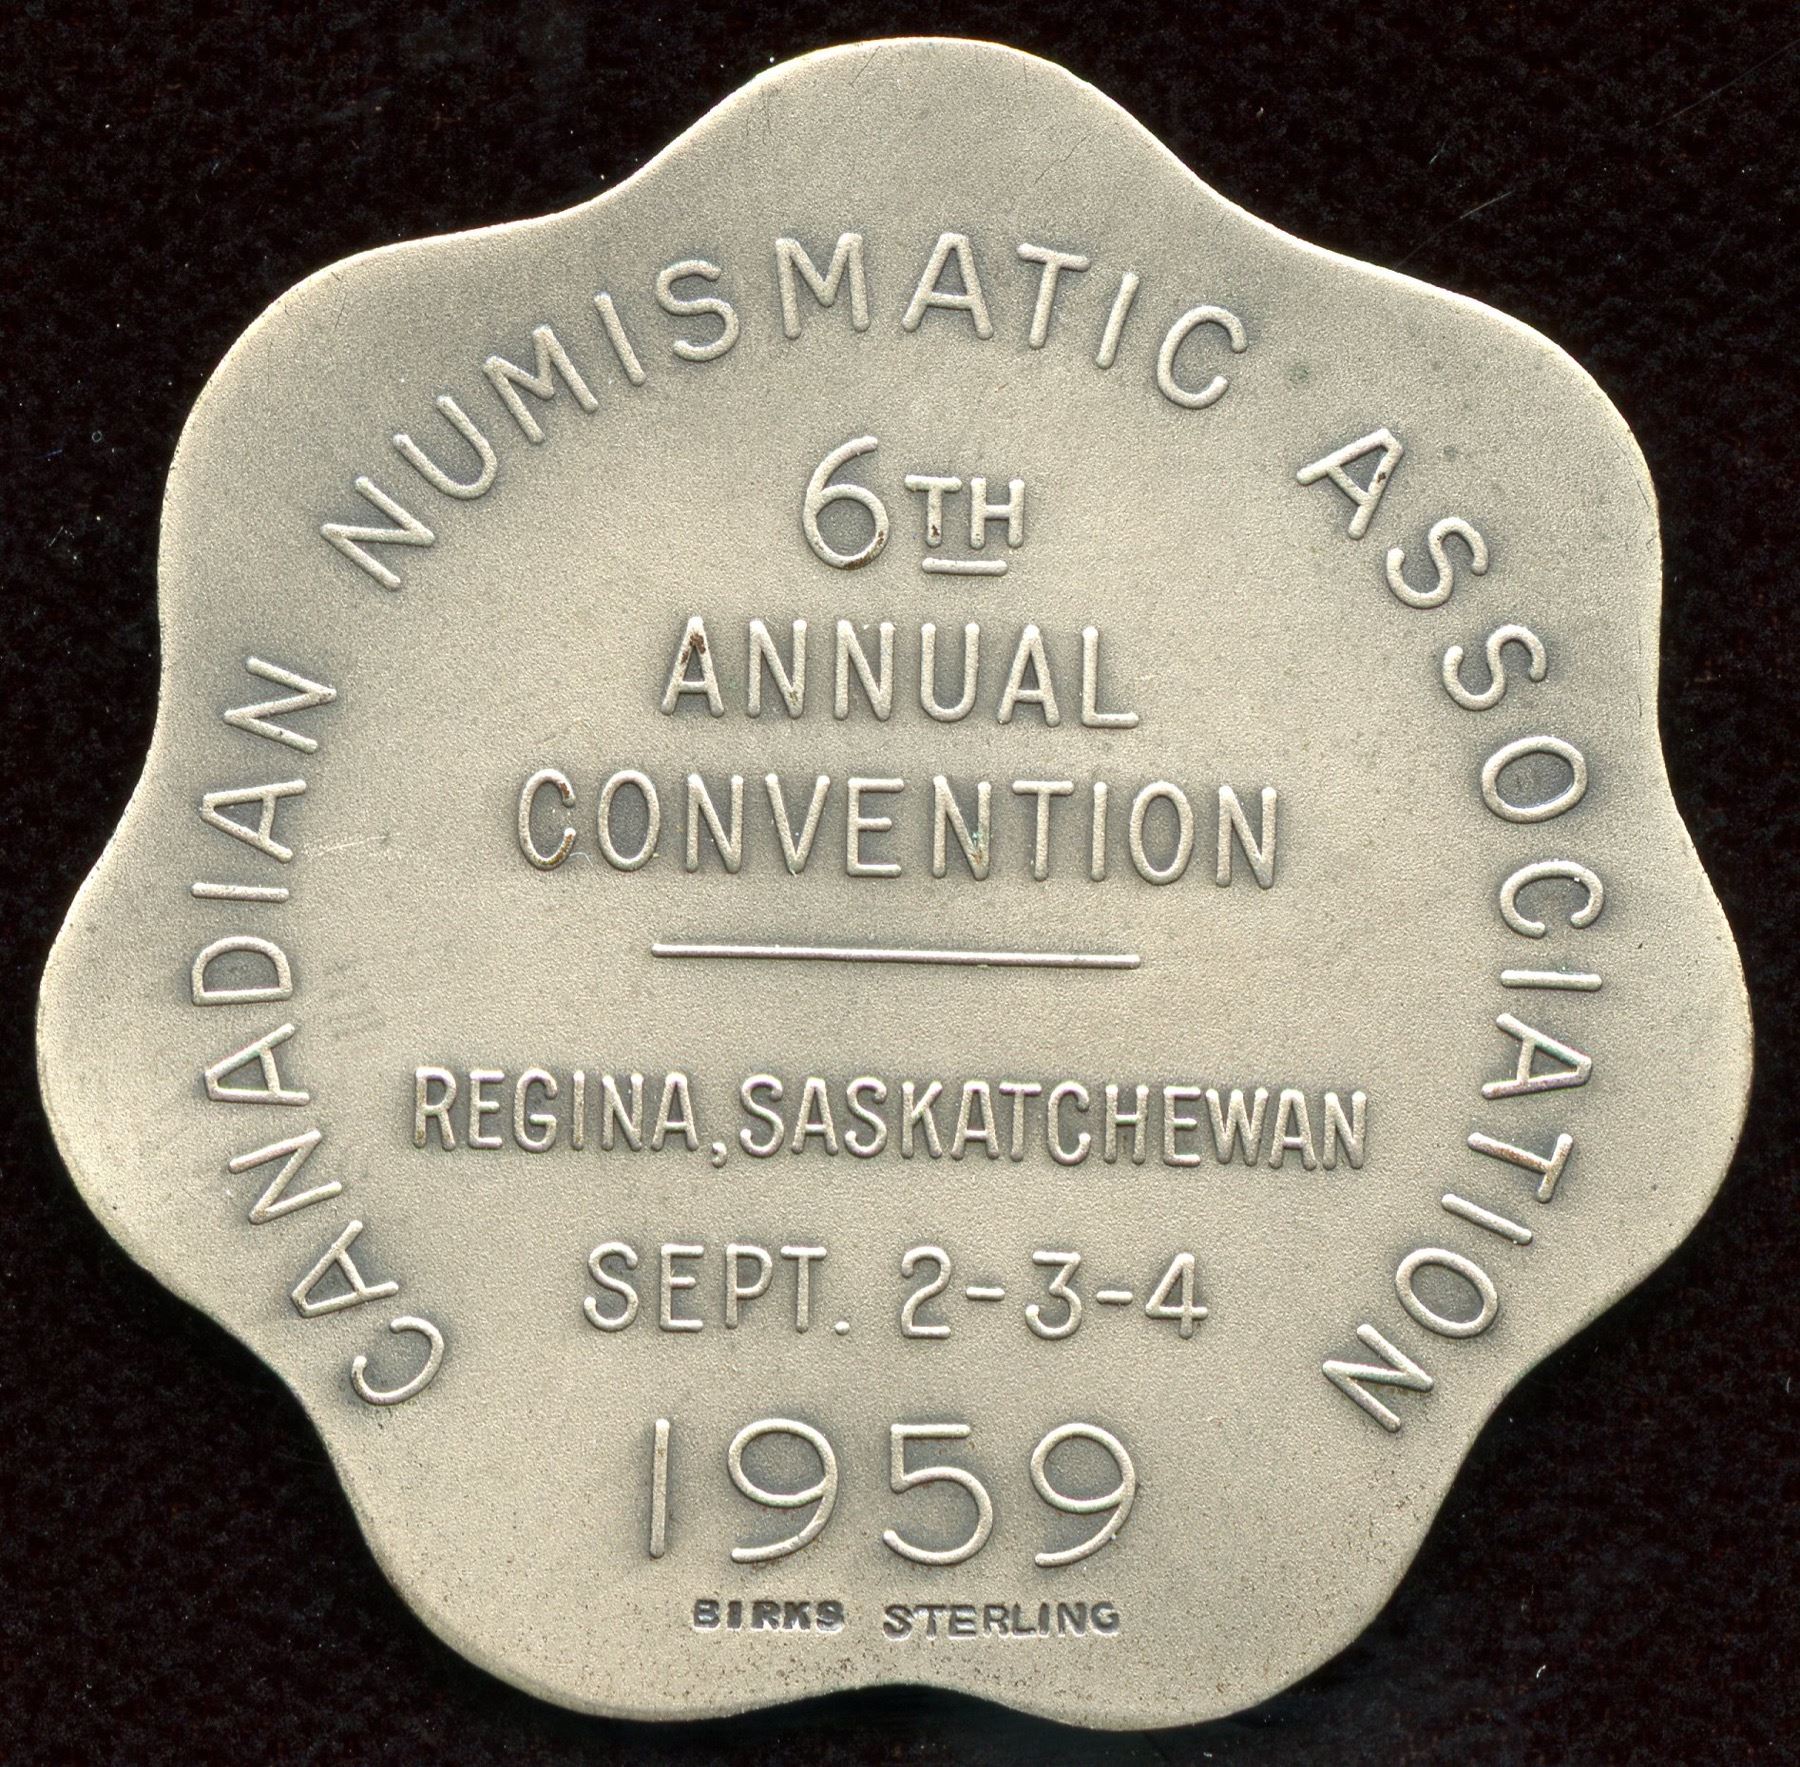 CANADIAN NUMISMATIC ASSOCIATION
6TH
ANNUAL
CONVENTION
REGINA, SASKATCHEWAN
SEPT. 2-3-4
1959
BIRKS STERLING